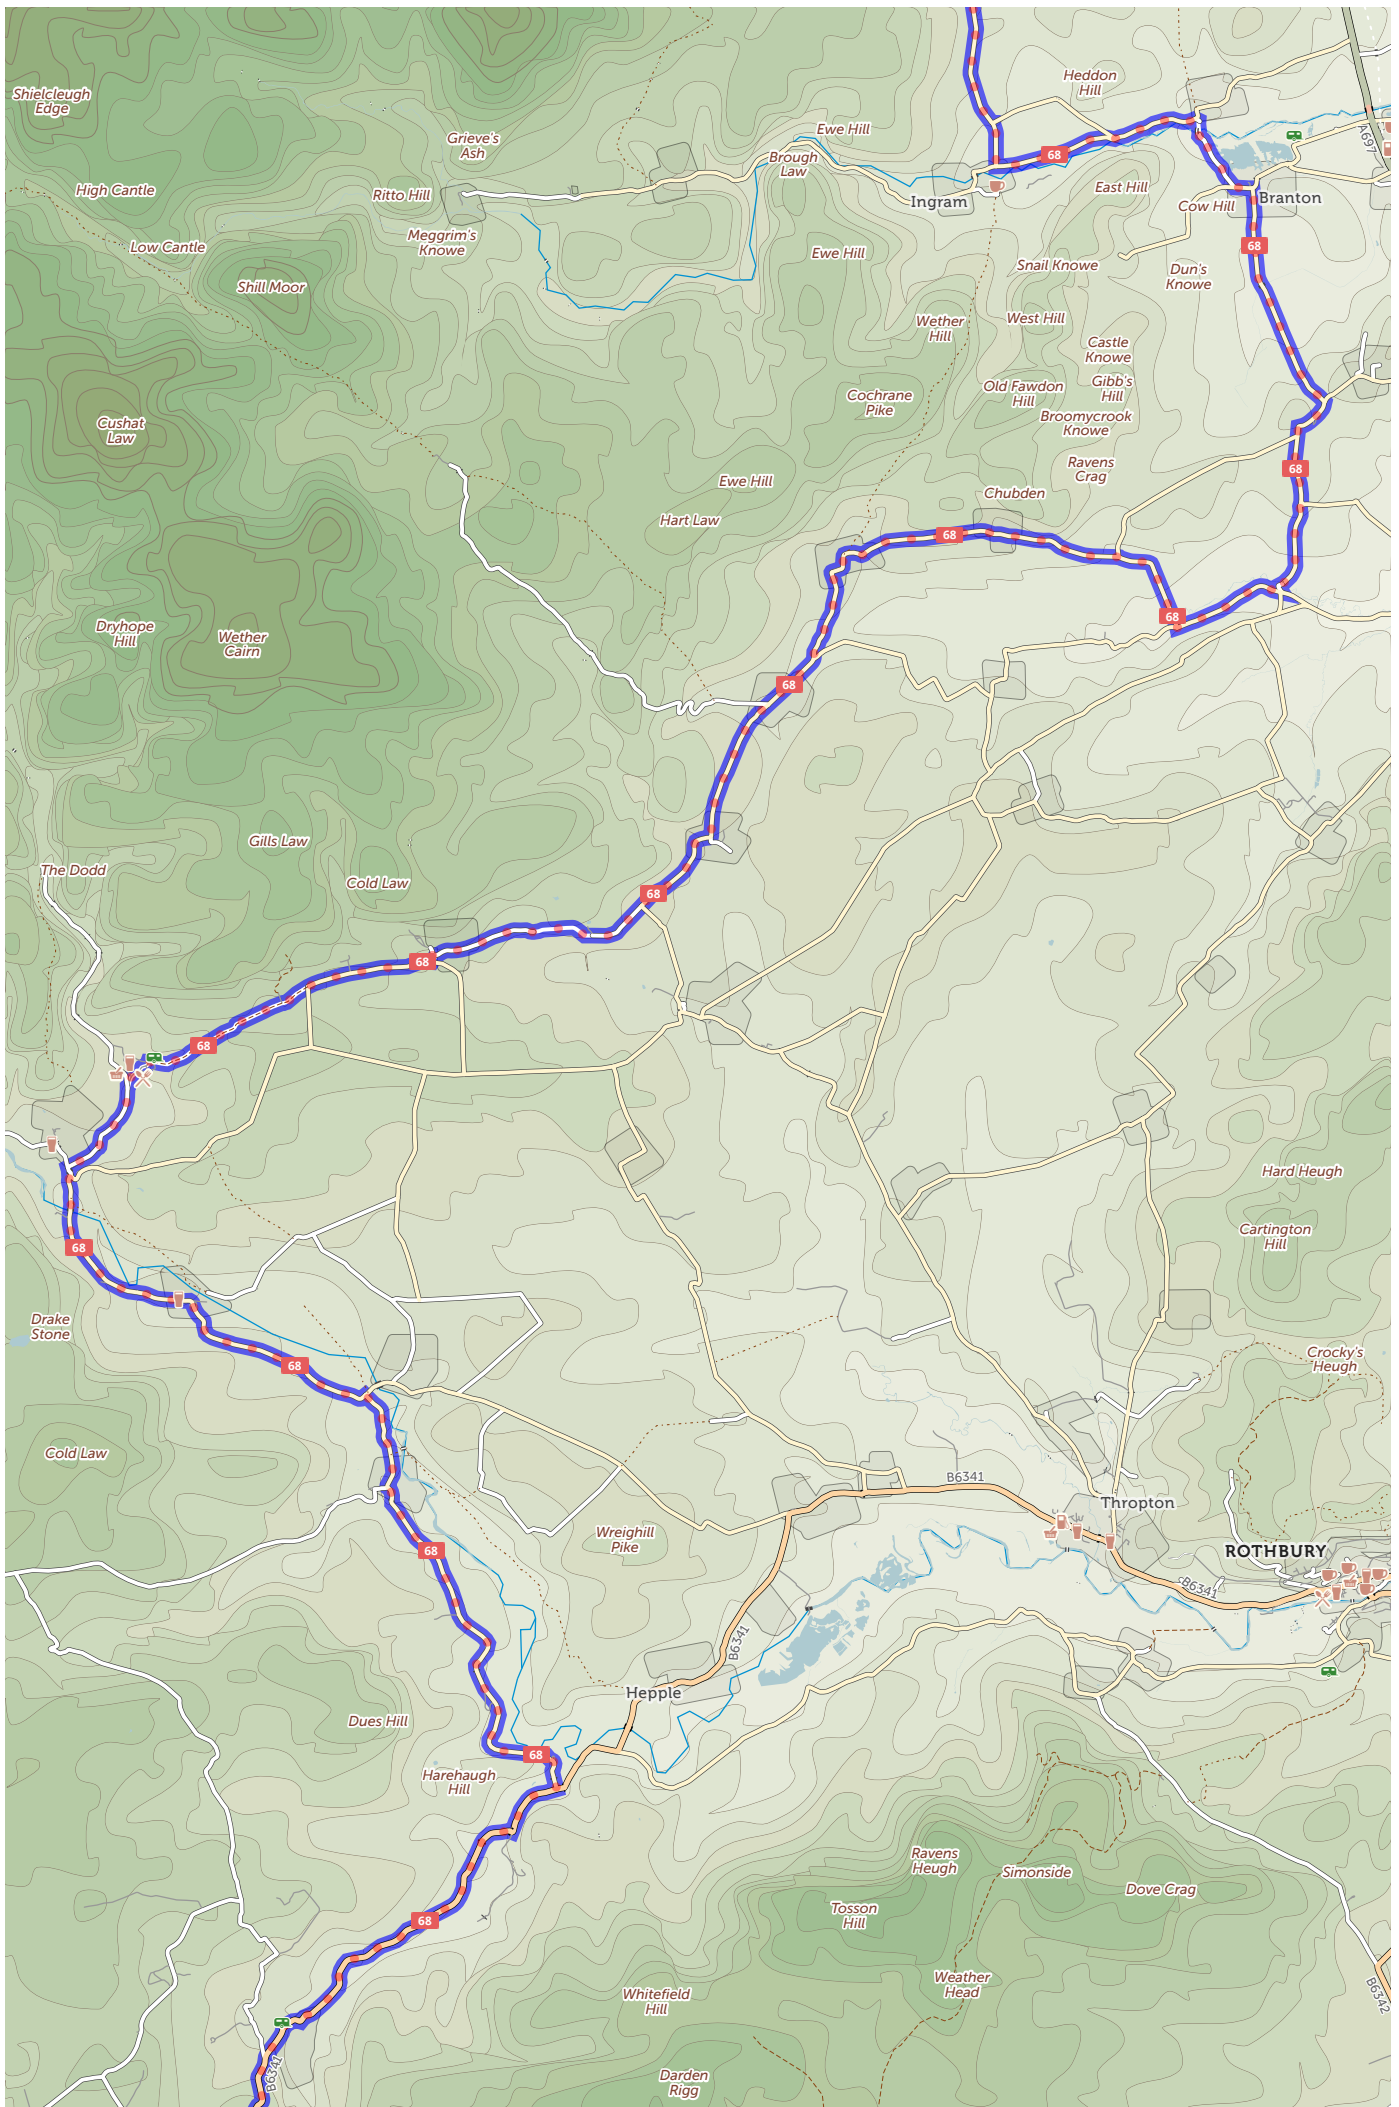 Heddon
Hill
Shielcleugh
Edge
A697
Ewe Hill
Grieve's
Ash
68
Brough
Law
High Cantle
Ritto Hill
East Hill
Ingram
Cow Hill
Branton
Meggrim's
Knowe
Low Cantle
68
Ewe Hill
Snail Knowe
Dun's
Knowe
Shill Moor
Wether
Hill
West Hill
Castle
Knowe
Old Fawdon
Hill
Gibb's
Hill
Cochrane
Pike
Broomycrook
Knowe
Cushat
Law
Ravens
Crag
68
Ewe Hill
Chubden
Hart Law
68
68
Dryhope
Hill
Wether
Cairn
68
Gills Law
The Dodd
Cold Law
68
68
68
Hard Heugh
Cartington
Hill
68
Drake
Stone
68
Crocky's
Heugh
Cold Law
B6341
Thropton
Wreighill
Pike
68
ROTHBURY
B6341
B6341
Hepple
Dues Hill
68
Harehaugh
Hill
Ravens
Heugh
Simonside
Dove Crag
Tosson
Hill
68
Weather
Head
Whitefield
Hill
B6342
B6341
Darden
Rigg